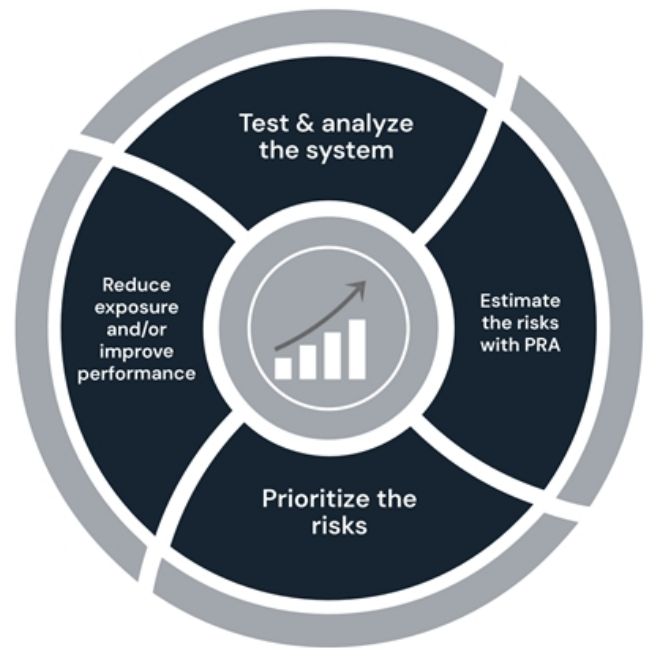 Test & analyze
the system
Estimate
the risks
with PRA
Prioritize the
risks
Reduce
exposure
and/or
improve
performance